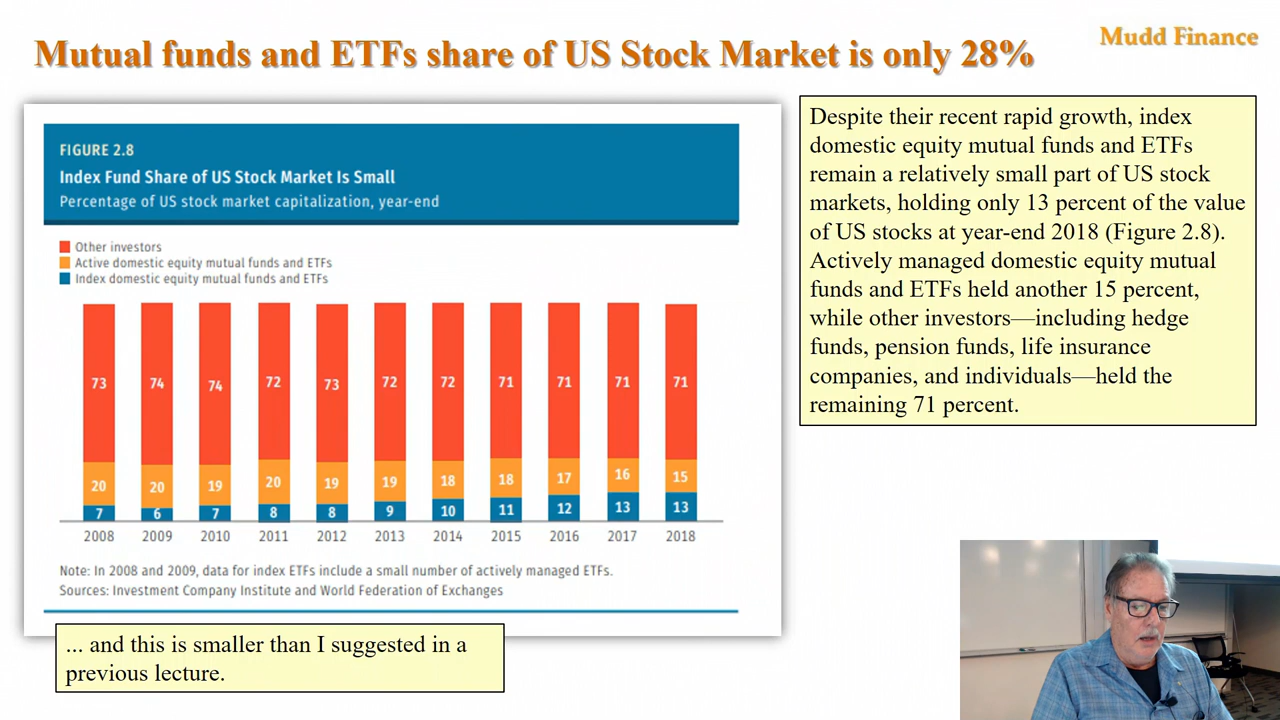 Mutual funds and ETFs share of US Stock Market is only 28%
Mudd Finance
FIGURE 2.8
Index Fund Share of US Stock Market Is Small
Percentage of US stock market capitalization, year-end
Other investors
Active domestic equity mutual funds and ETFs
Index domestic equity mutual funds and ETFs
73 74 74 72 73 72 72 71 71 71 71
20 20 19 20 19 19 18 18 17 16 15
7 6 7 8 8 9 10 11 12 13 13
2008 2009 2010 2011 2012 2013 2014 2015 2016 2017 2018
Note: In 2008 and 2009, data for index ETFs include a small number of actively managed ETFs.
Sources: Investment Company Institute and World Federation of Exchanges
... and this is smaller than I suggested in a
previous lecture.
Despite their recent rapid growth, index
domestic equity mutual funds and ETFs
remain a relatively small part of US stock
markets, holding only 13 percent of the value
of US stocks at year-end 2018 (Figure 2.8).
Actively managed domestic equity mutual
funds and ETFs held another 15 percent,
while other investors—including hedge
funds, pension funds, life insurance
companies, and individuals—held the
remaining 71 percent.